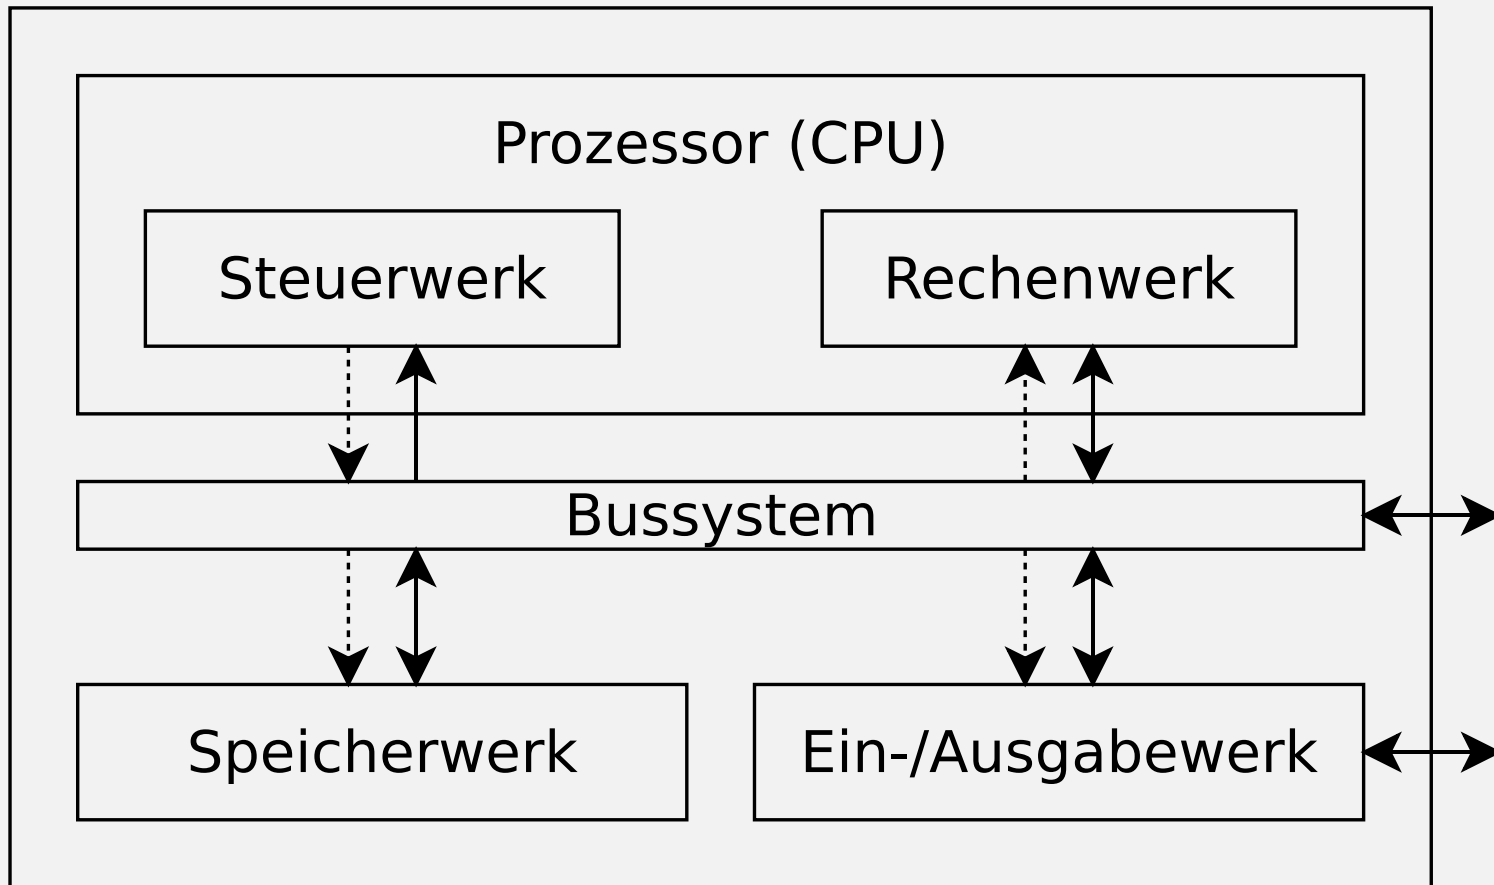 Prozessor (CPU)
Steuerwerk
Rechenwerk
Bussystem
Speicherwerk
Ein-/Ausgabewerk